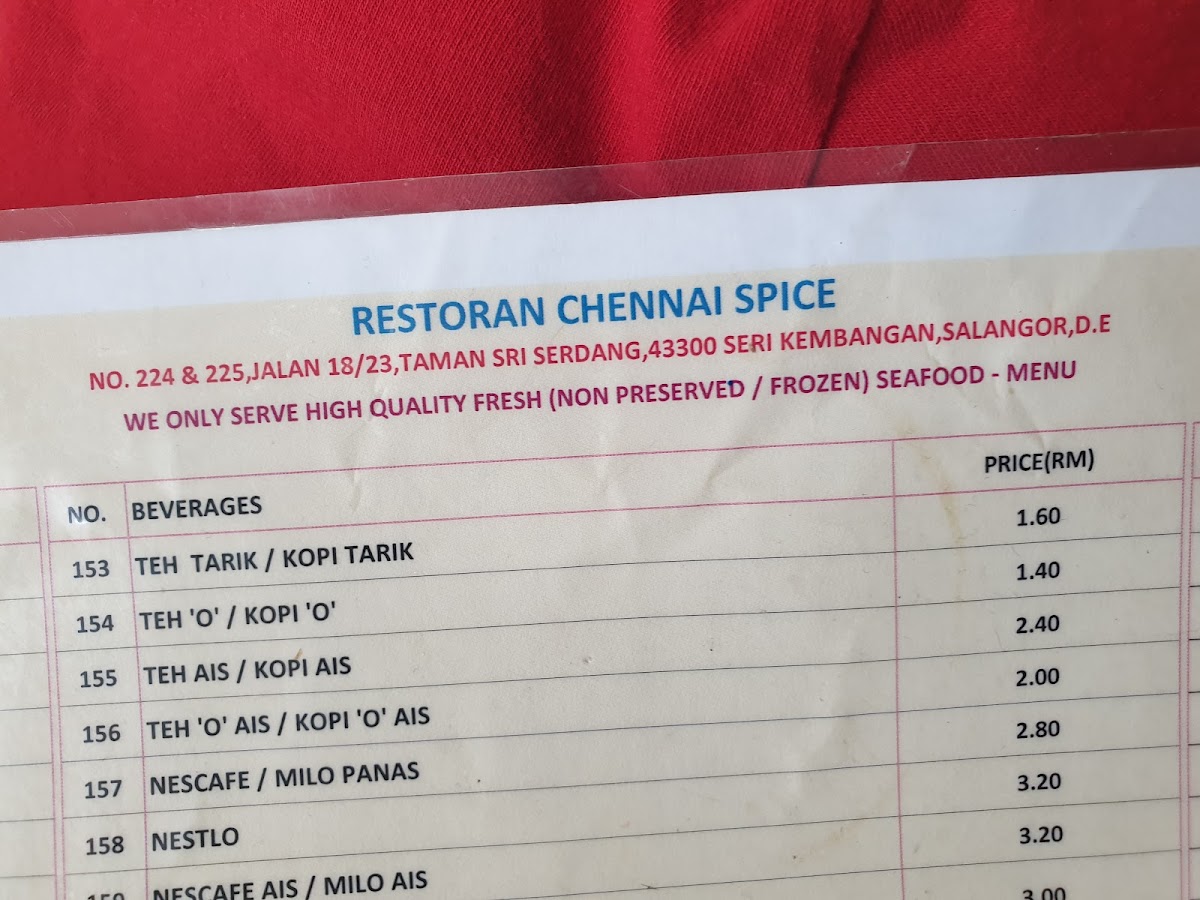 RESTORAN CHENNAI SPICE
NO. 224 & 225,JALAN 18/23,TAMAN SRI SERDANG,43300 SERI KEMBANGAN,SALANGOR,D.E
WE ONLY SERVE HIGH QUALITY FRESH (NON PRESERVED / FROZEN) SEAFOOD - MENU
NO. BEVERAGES PRICE(RM)
153 TEH TARIK / KOPI TARIK 1.60
154 TEH 'O' / KOPI 'O' 1.40
155 TEH AIS / KOPI AIS 2.40
156 TEH 'O' AIS / KOPI 'O' AIS 2.00
157 NESCAFE / MILO PANAS 2.80
158 NESTLO 3.20
159 NESCAFE AIS / MILO AIS 3.20
3.00